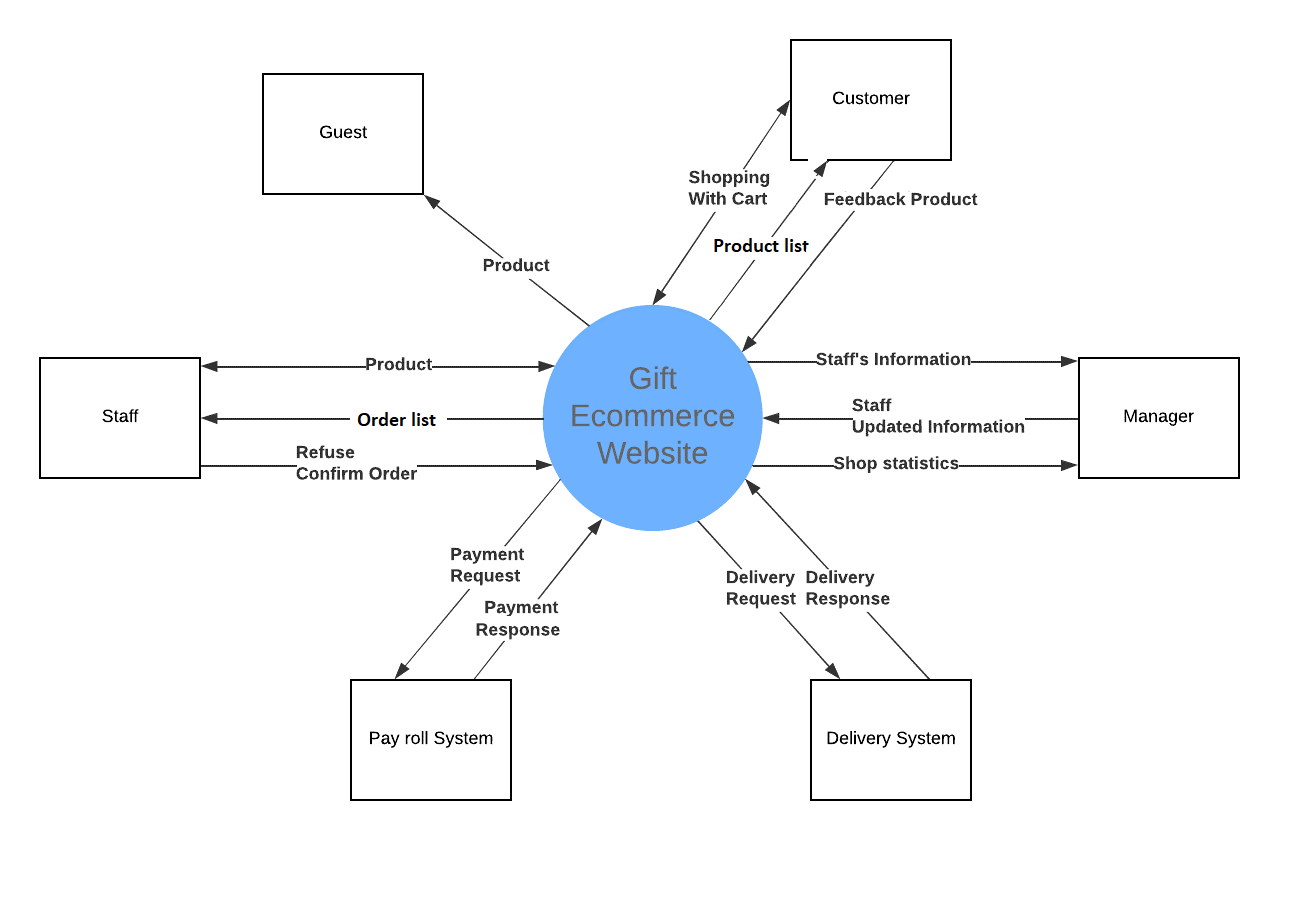 Customer
Guest
Shopping
With Cart
Feedback Product
Product list
Product
Product
Staff's Information
Gift
Ecommerce
Website
Staff
Order list
Staff
Updated Information
Manager
Refuse
Confirm Order
Shop statistics
Payment
Request
Payment
Response
Delivery
Request
Delivery
Response
Pay roll System
Delivery System